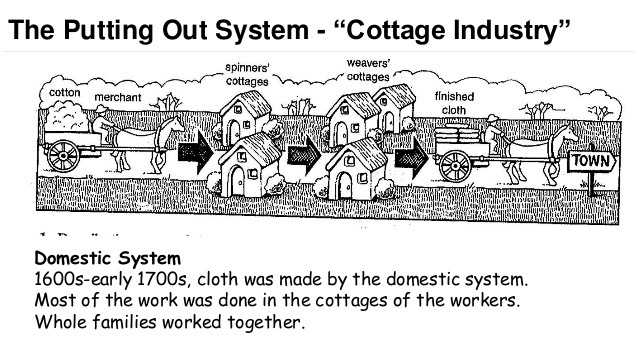 The Putting Out System - “Cottage Industry”
spinners'
cottages
weavers'
cottages
cotton
merchant
finished
cloth
TOWN
Domestic System
1600s-early 1700s, cloth was made by the domestic system.
Most of the work was done in the cottages of the workers.
Whole families worked together.